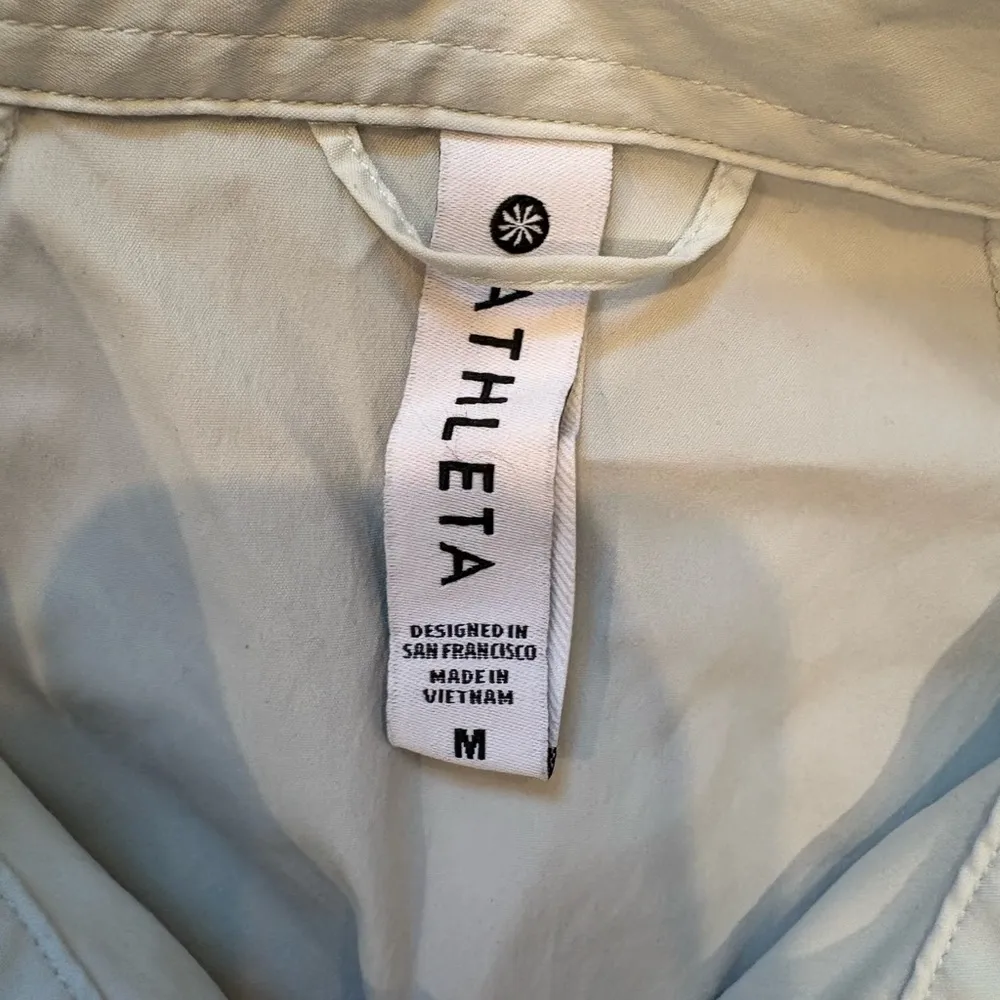 ATHLETA
DESIGNED IN
SAN FRANCISCO
MADE IN
VIETNAM
M